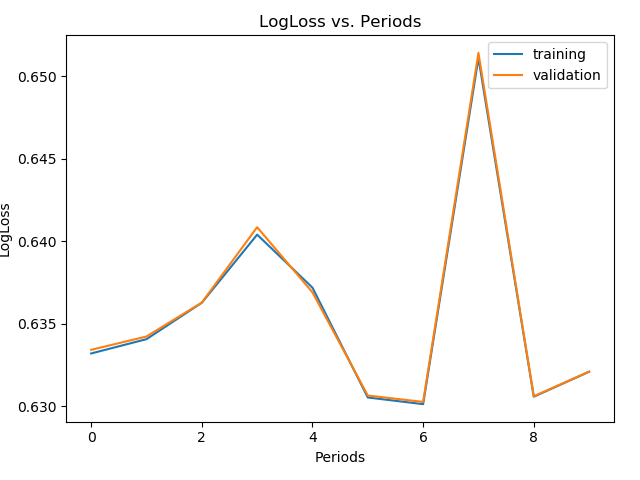 LogLoss vs. Periods
training
validation
0.650
0.645
0.640
0.635
0.630
LogLoss
0 2 4 6 8
Periods